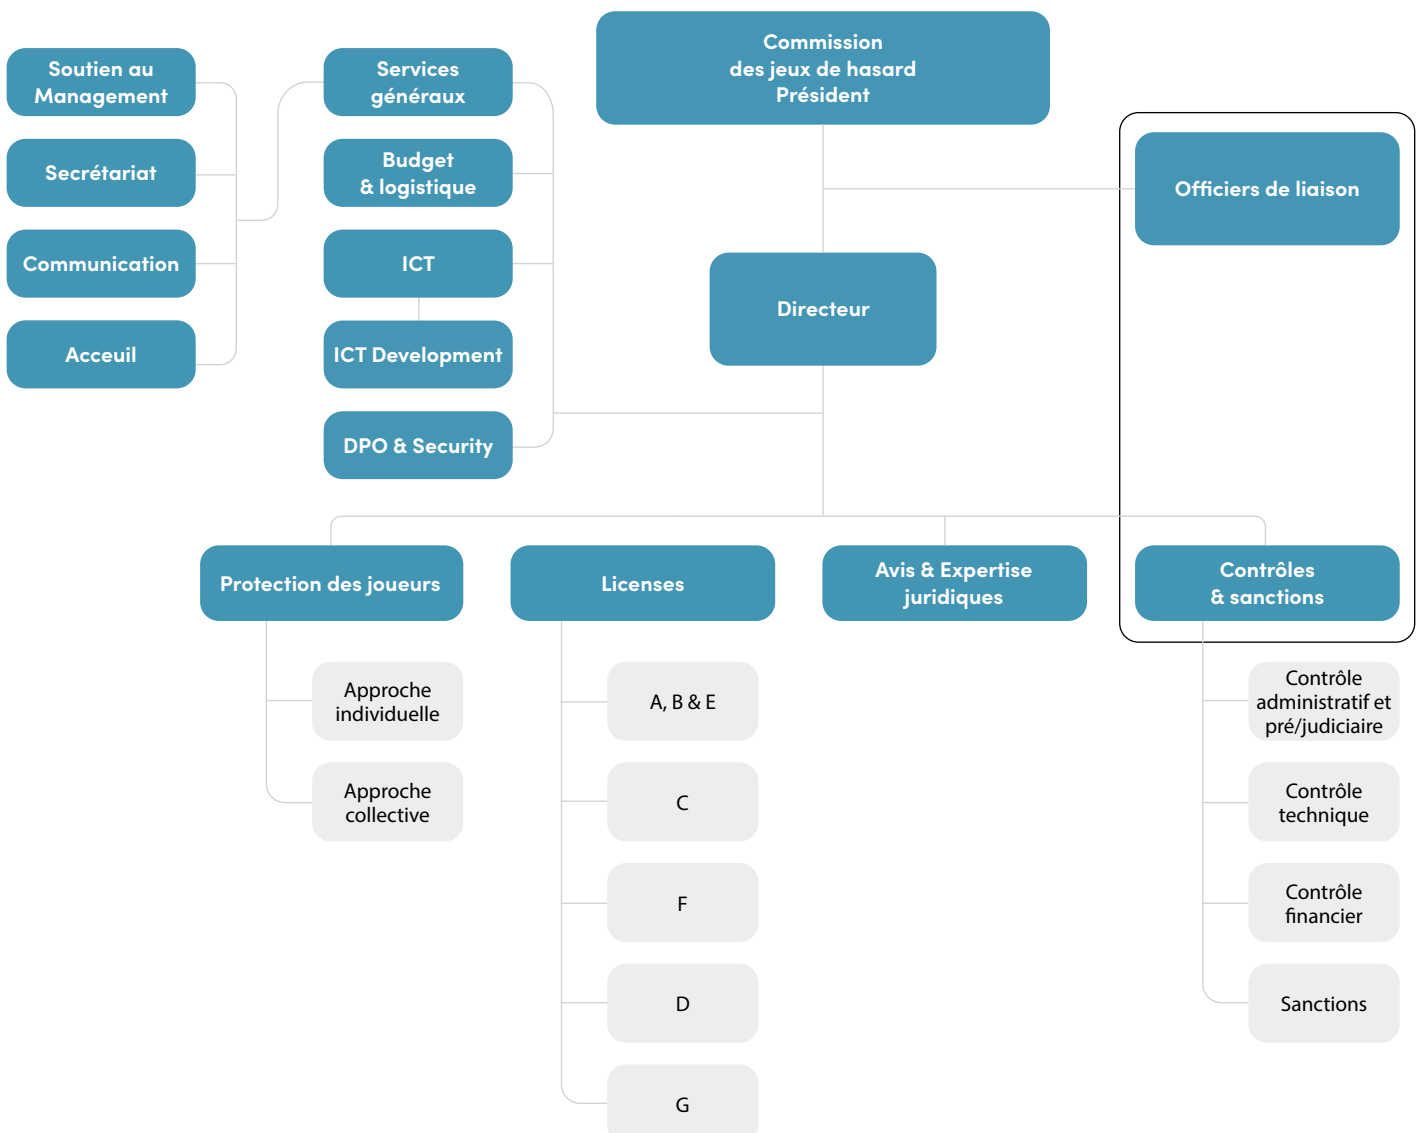 Commission
des jeux de hasard
Président
Soutien au
Management
Services
généraux
Secrétariat
Budget
& logistique
Officiers de liaison
Communication
ICT
Directeur
Acceuil
ICT Development
DPO & Security
Protection des joueurs
Licenses
Avis & Expertise
juridiques
Contrôles
& sanctions
Approche
individuelle
A, B & E
Contrôle
administratif et
pré/judiciaire
Approche
collective
C
Contrôle
technique
F
Contrôle
financier
D
Sanctions
G